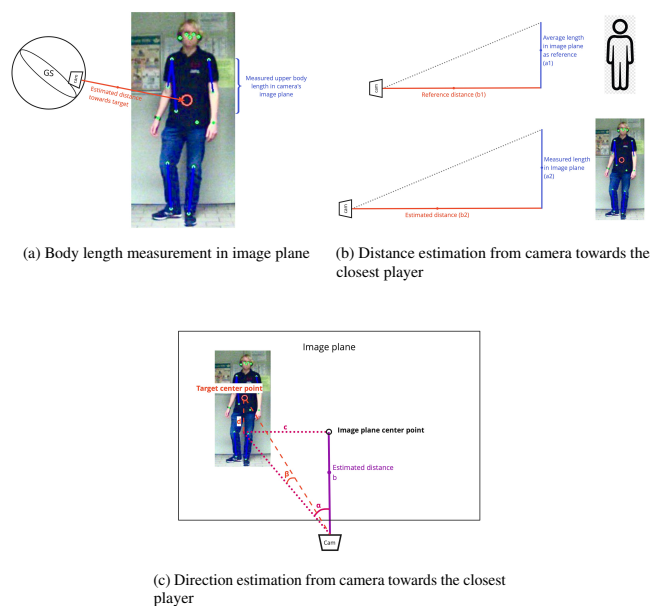 GS
Cam
Estimated distance
towards target
Measured upper body
length in camera's
image plane
(a) Body length measurement in image plane
Average length
in image plane
as reference
(a1)
Cam
Reference distance (b1)
Measured length
in Image plane
(a2)
Cam
Estimated distance (b2)
(b) Distance estimation from camera towards the
closest player
Image plane
Target center point
Image plane center point
c
Estimated distance
b
β
α
Cam
(c) Direction estimation from camera towards the closest
player